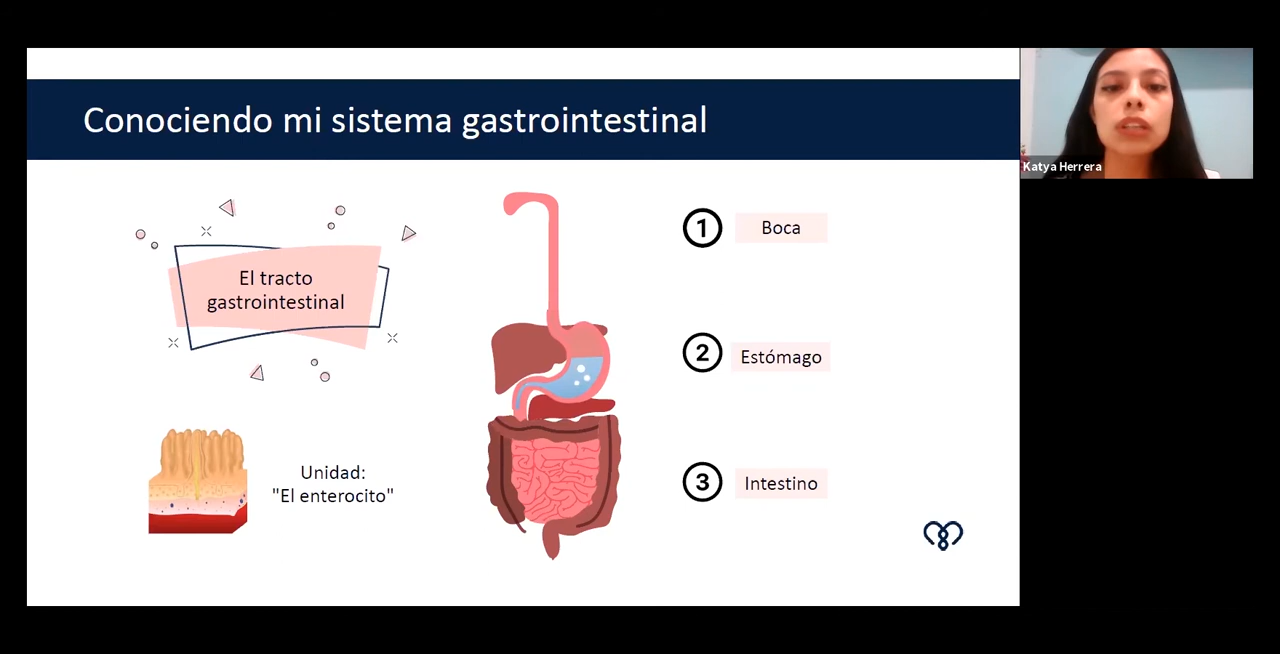 Conociendo mi sistema gastrointestinal
Katya Herrera
El tracto
gastrointestinal
1 Boca
2 Estómago
3 Intestino
Unidad:
"El enterocito"